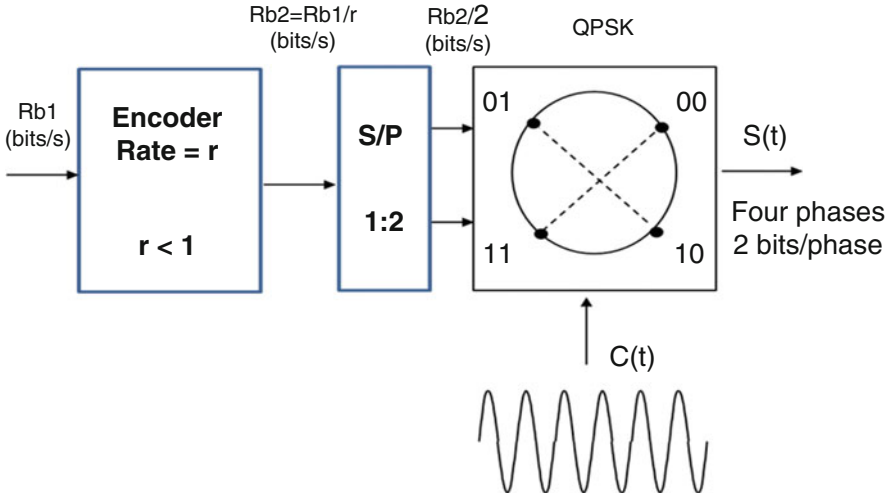 Rb2=Rb1/r
(bits/s)
Rb2/2
(bits/s)
QPSK
Rb1
(bits/s)
Encoder
Rate = r
r < 1
S/P
1:2
01
00
11
10
S(t)
Four phases
2 bits/phase
C(t)